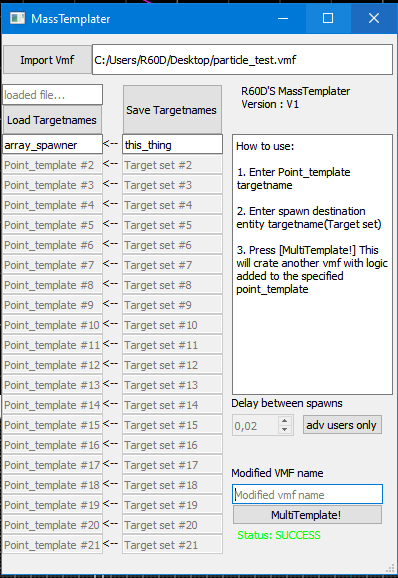 MassTemplater
Import Vmf
C:/Users/R60D/Desktop/particle_test.vmf
loaded file...
Load Targetnames
Save Targetnames
R60D'S MassTemplater
Version : V1
array_spawner <-- this_thing
Point_template #2 <-- Target set #2
Point_template #3 <-- Target set #3
Point_template #4 <-- Target set #4
Point_template #5 <-- Target set #5
Point_template #6 <-- Target set #6
Point_template #7 <-- Target set #7
Point_template #8 <-- Target set #8
Point_template #9 <-- Target set #9
Point_template #10 <-- Target set #10
Point_template #11 <-- Target set #11
Point_template #12 <-- Target set #12
Point_template #13 <-- Target set #13
Point_template #14 <-- Target set #14
Point_template #15 <-- Target set #15
Point_template #16 <-- Target set #16
Point_template #17 <-- Target set #17
Point_template #18 <-- Target set #18
Point_template #19 <-- Target set #19
Point_template #20 <-- Target set #20
Point_template #21 <-- Target set #21
How to use:
1. Enter Point_template
targetname
2. Enter spawn destination
entity targetname(Target set)
3. Press [MultiTemplate!] This
will crate another vmf with logic
added to the specified
point_template
Delay between spawns
0,02
adv users only
Modified VMF name
Modified vmf name
MultiTemplate!
Status: SUCCESS